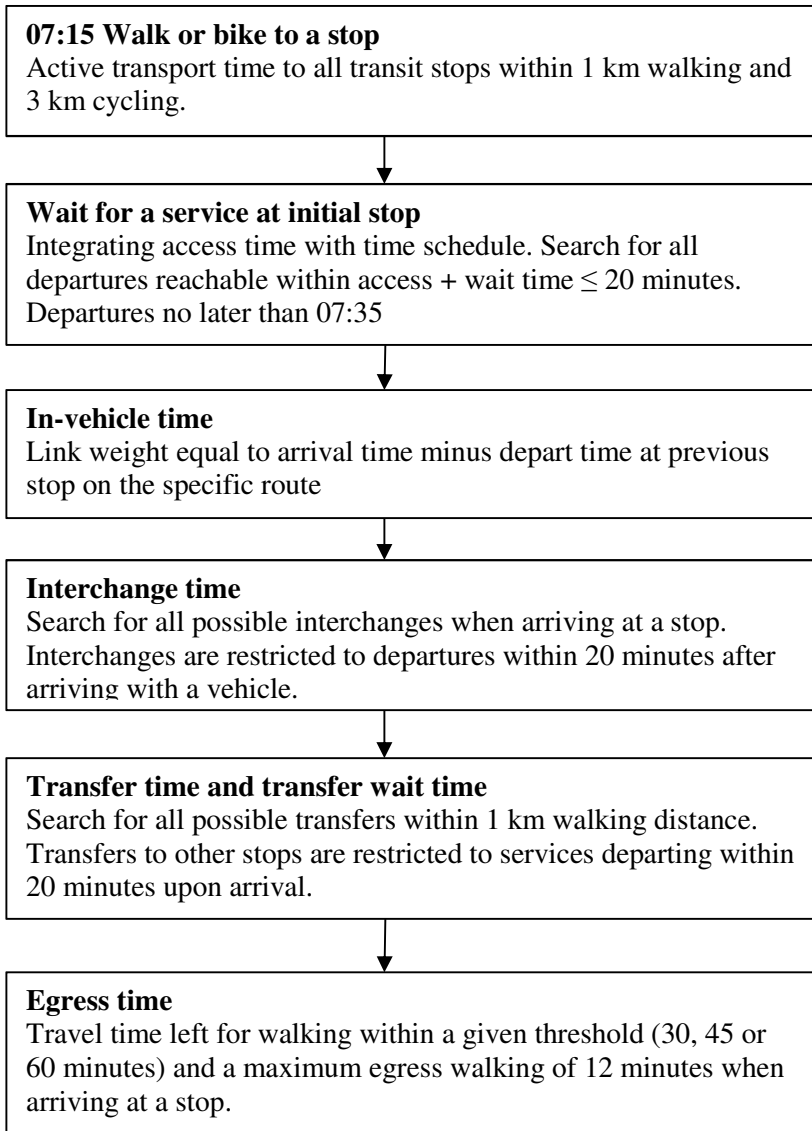 07:15 Walk or bike to a stop
Active transport time to all transit stops within 1 km walking and
3 km cycling.
Wait for a service at initial stop
Integrating access time with time schedule. Search for all
departures reachable within access + wait time ≤ 20 minutes.
Departures no later than 07:35
In-vehicle time
Link weight equal to arrival time minus depart time at previous
stop on the specific route
Interchange time
Search for all possible interchanges when arriving at a stop.
Interchanges are restricted to departures within 20 minutes after
arriving with a vehicle.
Transfer time and transfer wait time
Search for all possible transfers within 1 km walking distance.
Transfers to other stops are restricted to services departing within
20 minutes upon arrival.
Egress time
Travel time left for walking within a given threshold (30, 45 or
60 minutes) and a maximum egress walking of 12 minutes when
arriving at a stop.